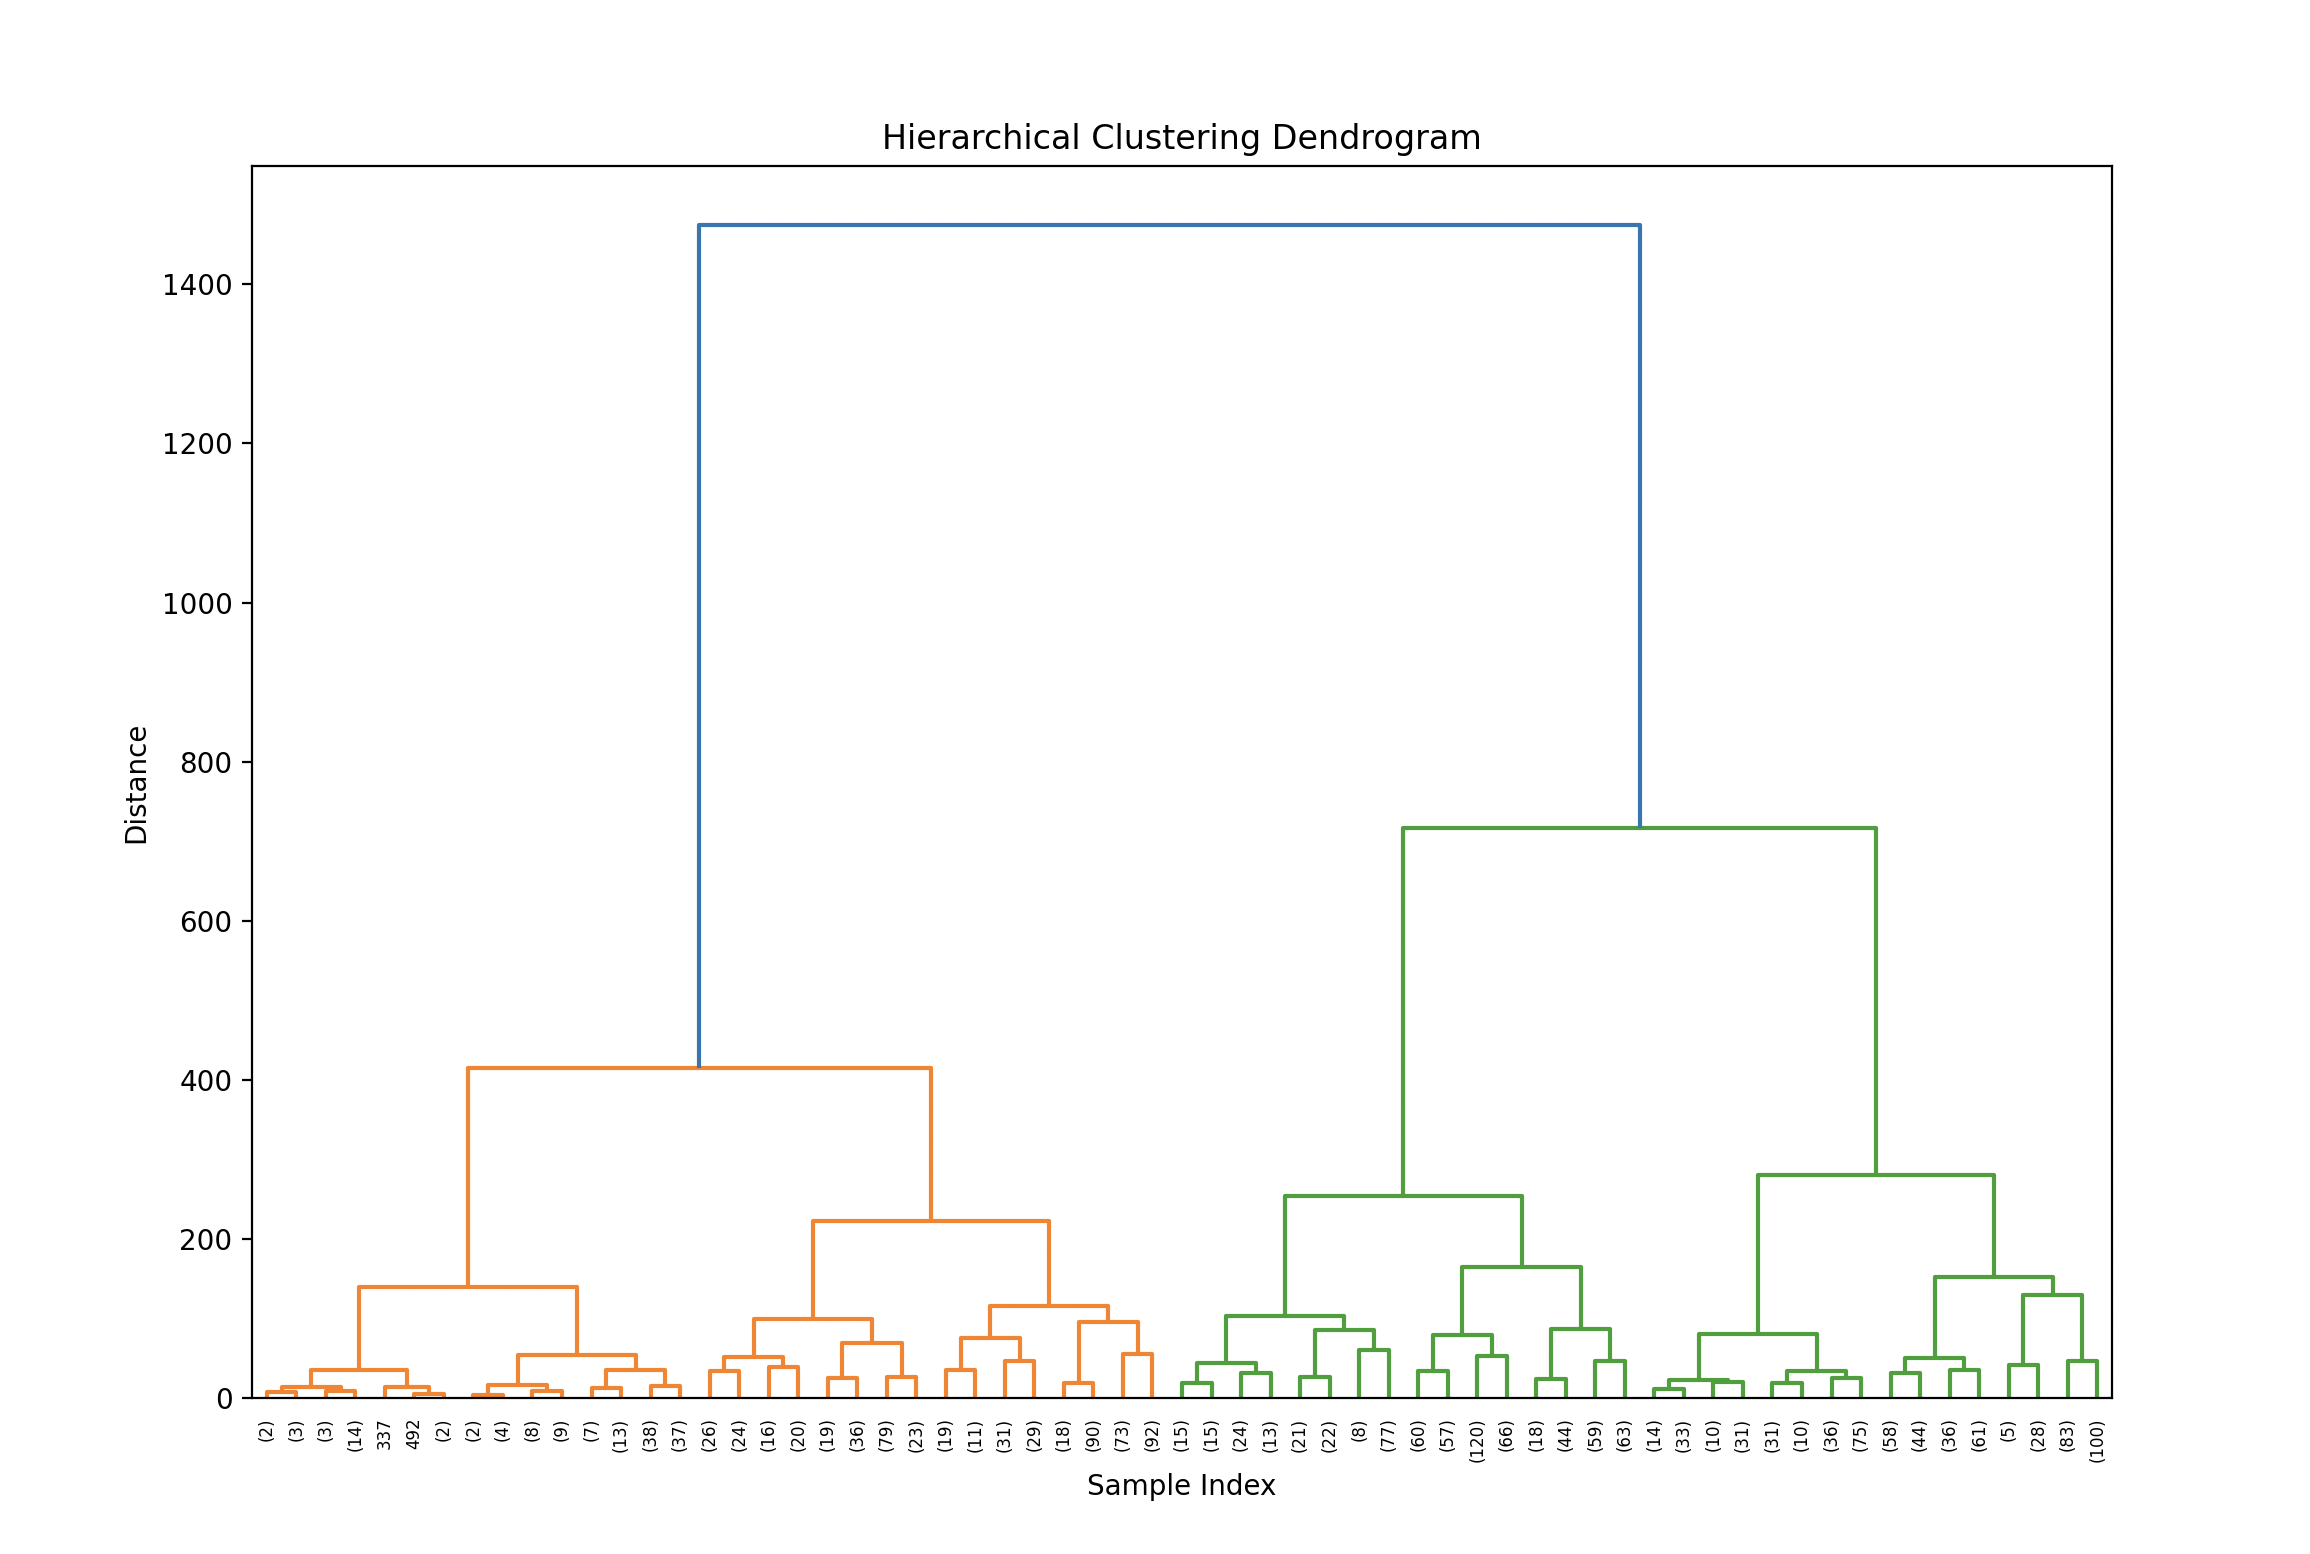 Hierarchical Clustering Dendrogram
1400
1200
1000
800
600
400
200
0
Distance
(2) (3) (3) (14) 337 492 (2) (2) (4) (8) (9) (7) (13) (38) (37) (26) (24) (16) (20) (19) (36) (79) (23) (19) (11) (31) (29) (18) (90) (73) (92) (15) (15) (24) (13) (21) (22) (8) (77) (60) (57) (120) (66) (18) (44) (59) (63) (14) (33) (10) (31) (31) (10) (36) (75) (58) (44) (36) (61) (5) (28) (83) (100)
Sample Index